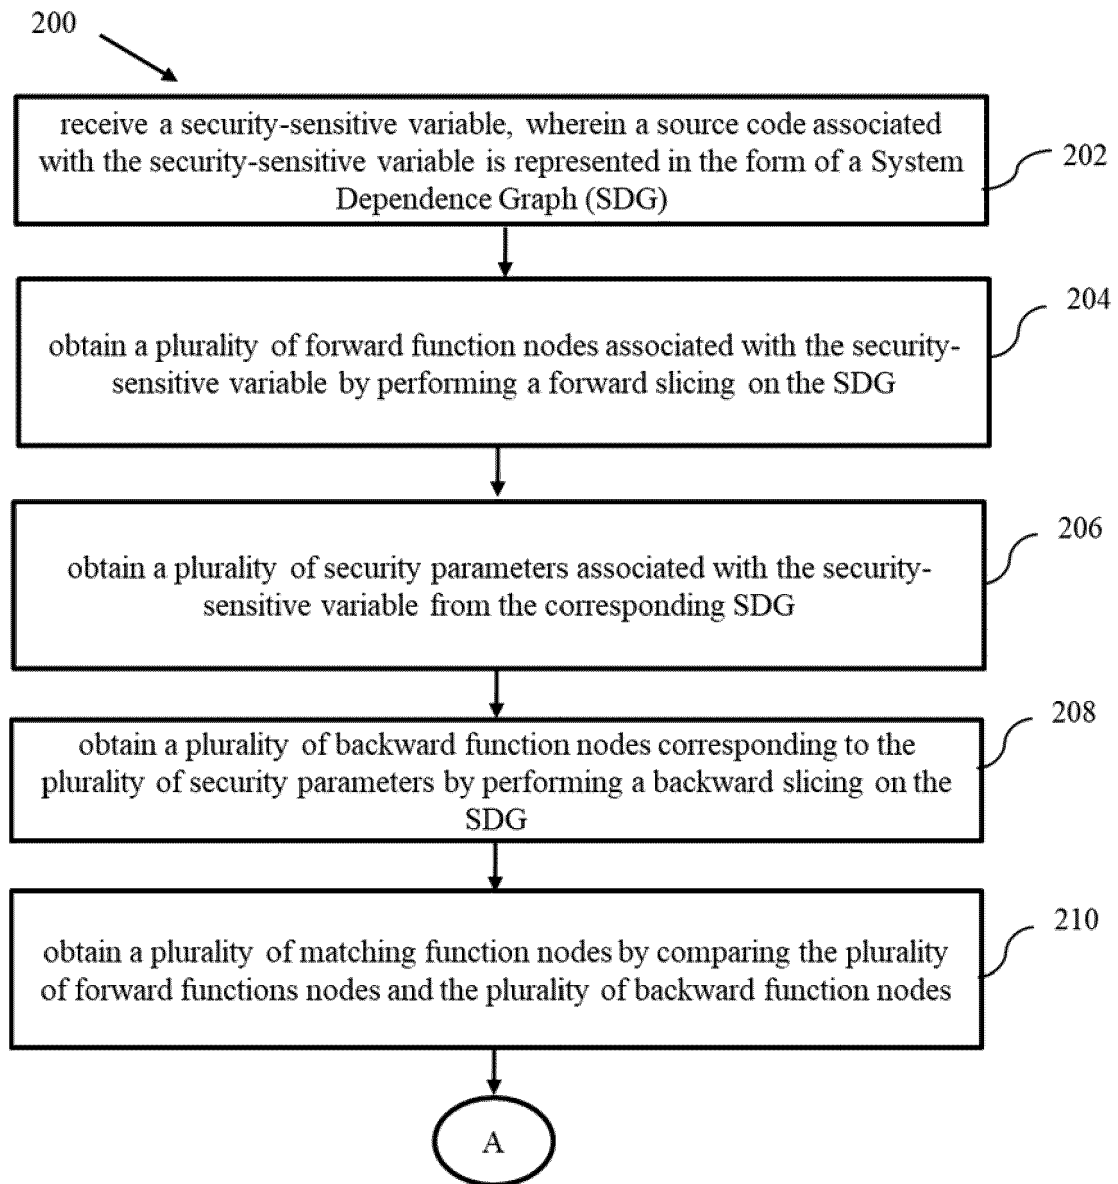 200
receive a security-sensitive variable, wherein a source code associated
with the security-sensitive variable is represented in the form of a System
Dependence Graph (SDG)
202
obtain a plurality of forward function nodes associated with the security-
sensitive variable by performing a forward slicing on the SDG
204
obtain a plurality of security parameters associated with the security-
sensitive variable from the corresponding SDG
206
obtain a plurality of backward function nodes corresponding to the
plurality of security parameters by performing a backward slicing on the
SDG
208
obtain a plurality of matching function nodes by comparing the plurality
of forward functions nodes and the plurality of backward function nodes
210
A